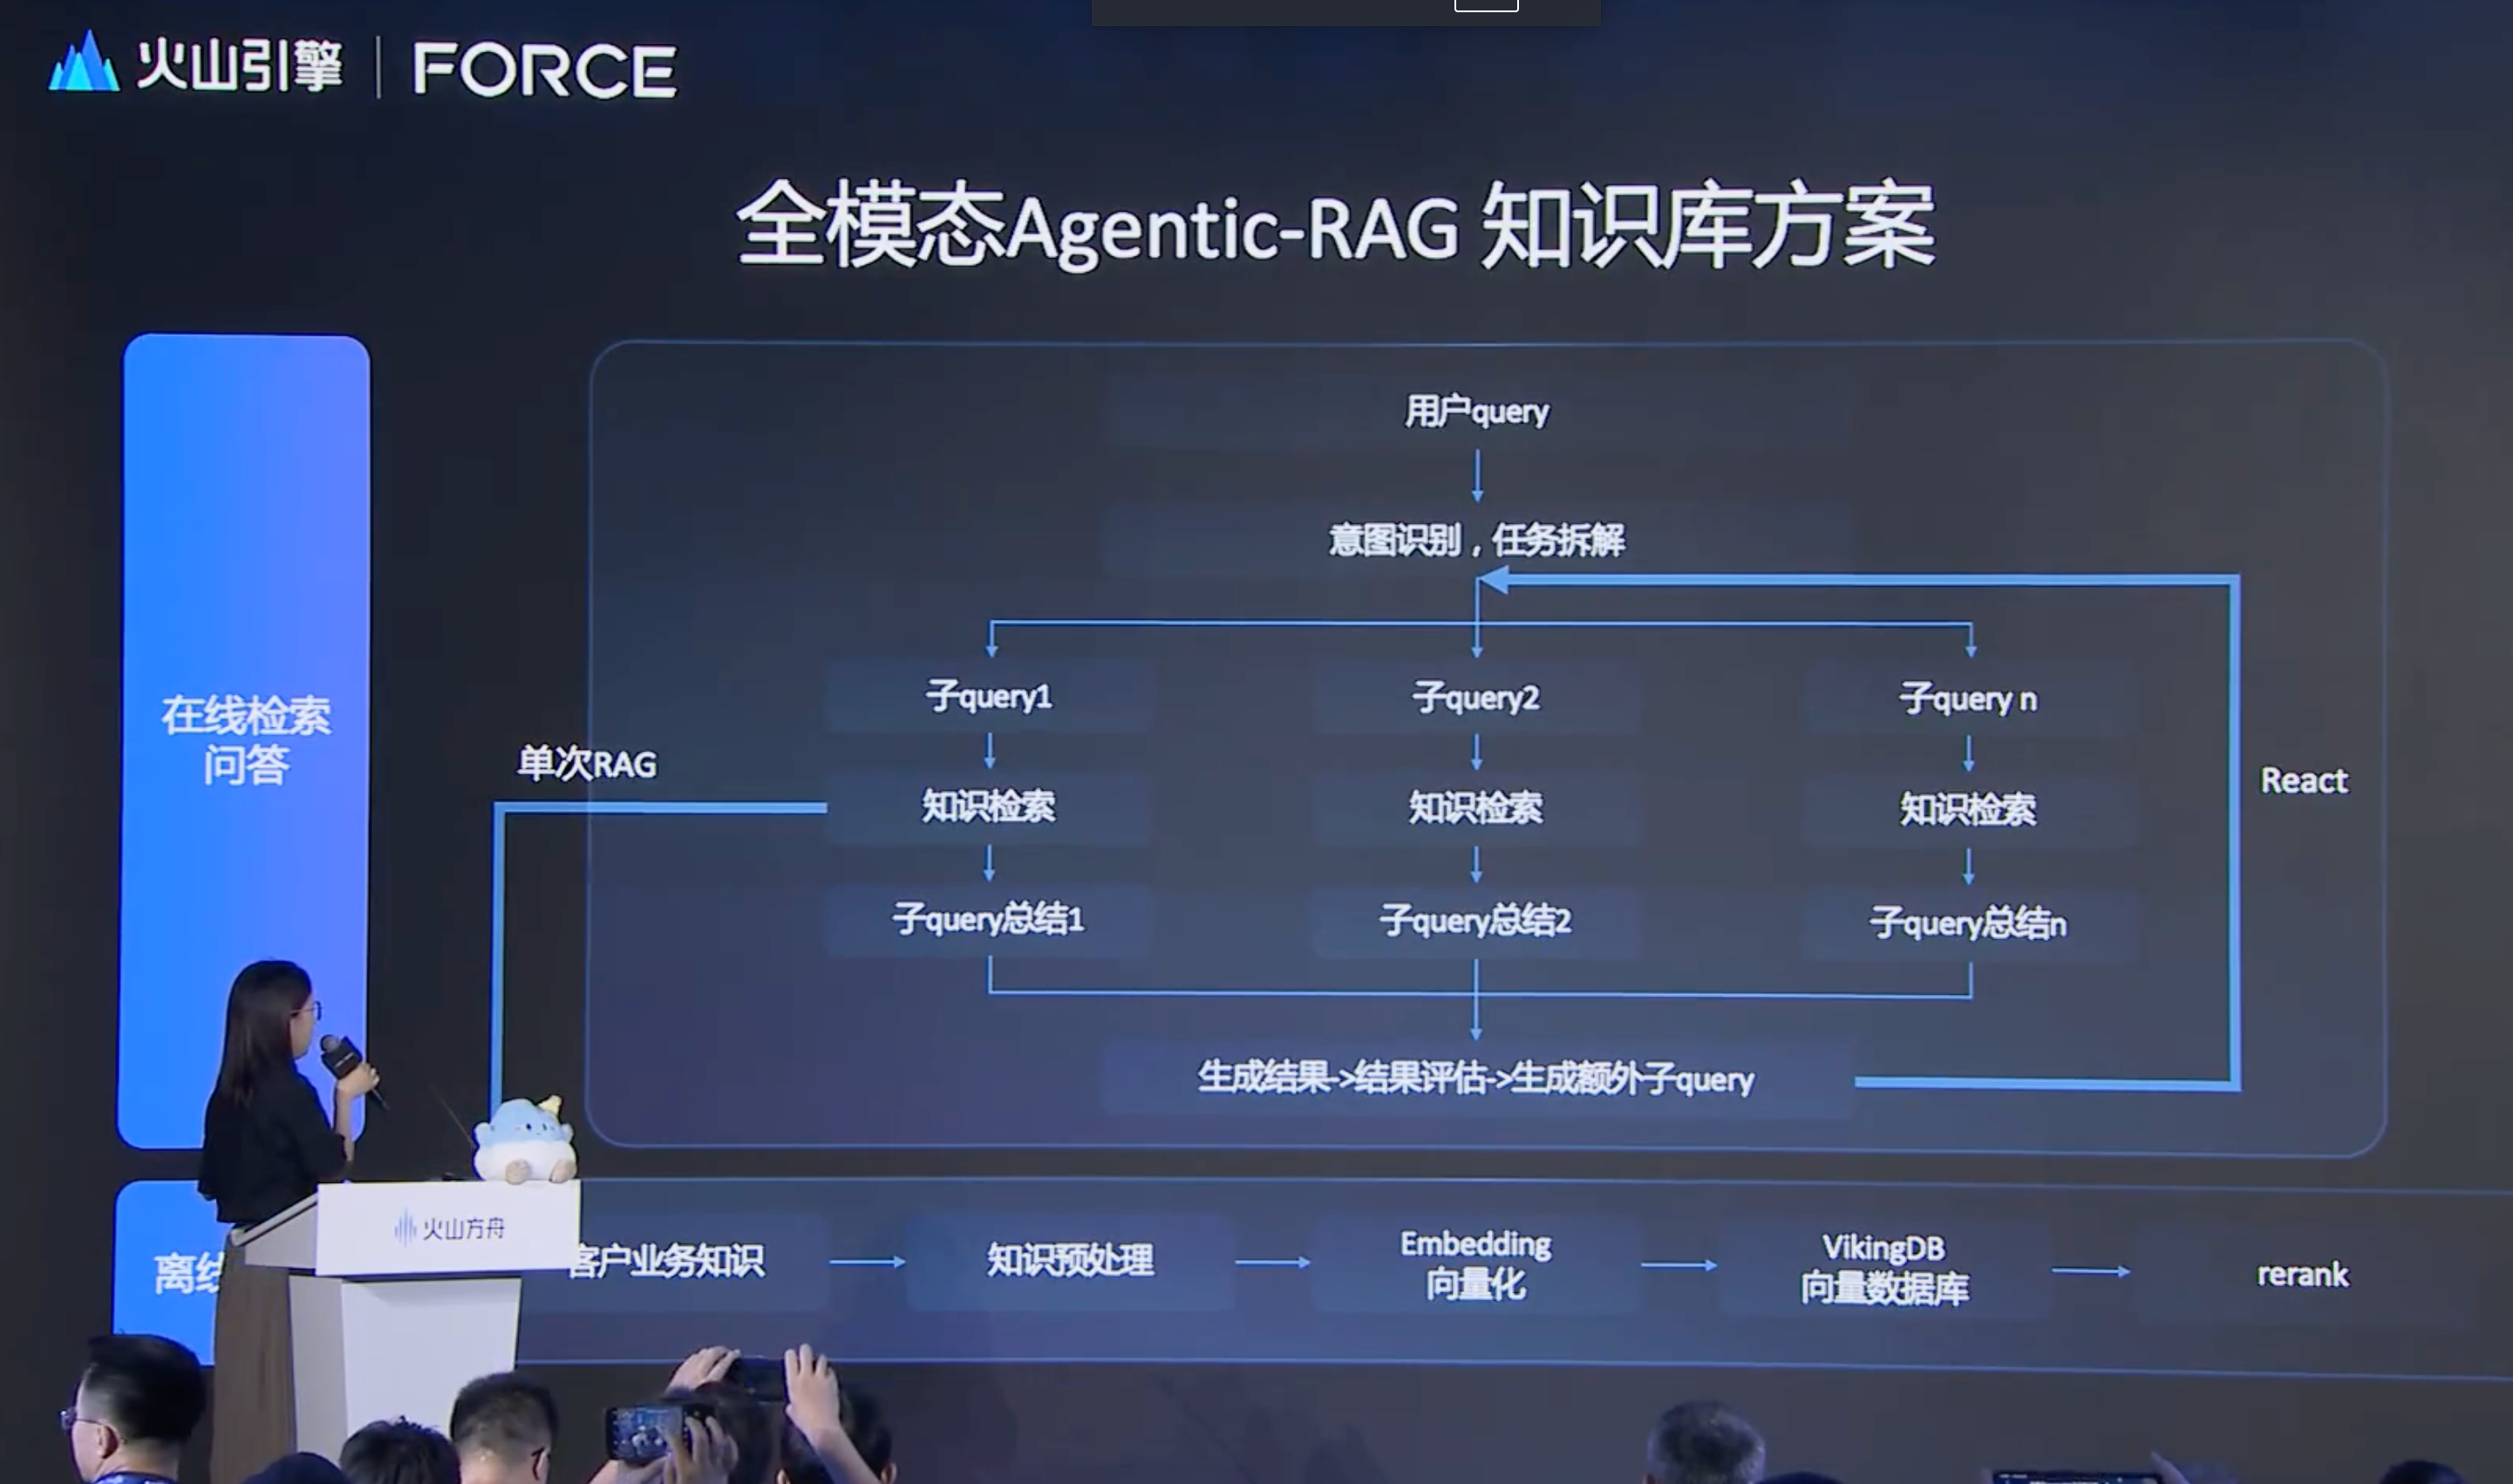 火山引擎 | FORCE
全模态Agentic-RAG 知识库方案
在线检索
问答
用户query
意图识别，任务拆解
子query1
子query2
子query n
单次RAG
知识检索
知识检索
知识检索
React
子query总结1
子query总结2
子query总结n
生成结果->结果评估->生成额外子query
火山方舟
离
客户业务知识
知识预处理
Embedding
向量化
VikingDB
向量数据库
rerank